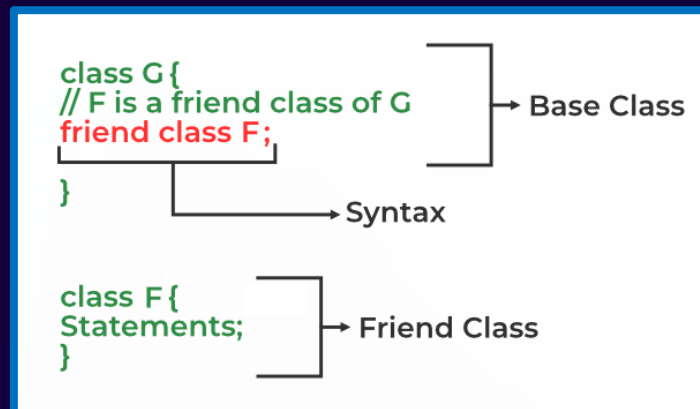 class G{
// F is a friend class of G
friend class F;
}
Base Class
Syntax
class F{
Statements;
}
Friend Class